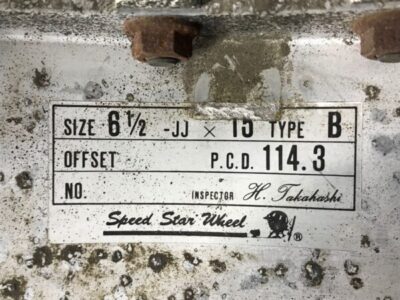 SIZE 6½ -JJ × 15 TYPE B
OFFSET P.C.D. 114.3
NO. INSPECTOR H. Takahashi
Speed Star Wheel ®